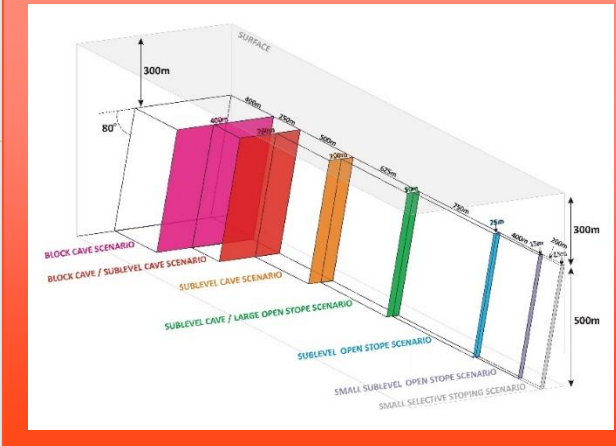 SURFACE
300m
80°
400m
400m
250m
200m
500m
100m
625m
50m
750m
25m
400m
15m
200m
300m
500m
BLOCK CAVE SCENARIO
BLOCK CAVE / SUBLEVEL CAVE SCENARIO
SUBLEVEL CAVE SCENARIO
SUBLEVEL CAVE / LARGE OPEN STOPE SCENARIO
SUBLEVEL OPEN STOPE SCENARIO
SMALL SUBLEVEL OPEN STOPE SCENARIO
SMALL SELECTIVE STOPING SCENARIO